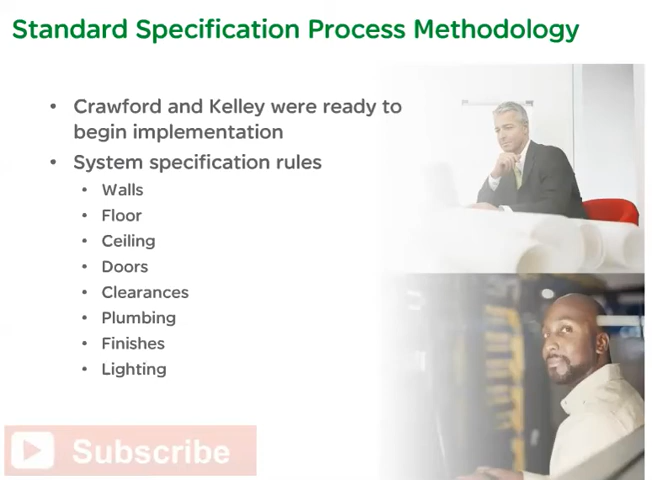 Standard Specification Process Methodology
• Crawford and Kelley were ready to
begin implementation
• System specification rules
• Walls
• Floor
• Ceiling
• Doors
• Clearances
• Plumbing
• Finishes
• Lighting
Subscribe